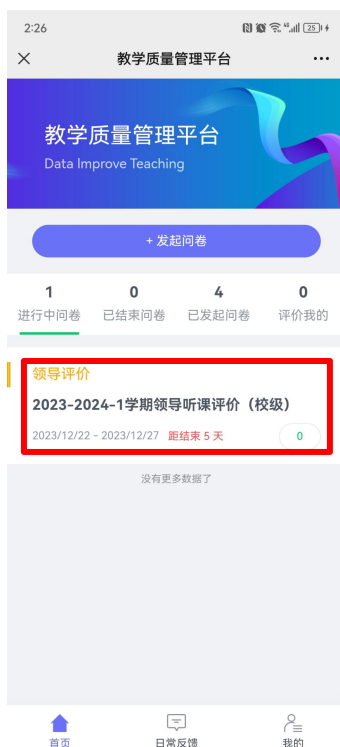 2:26
25
教学质量管理平台
教学质量管理平台
Data Improve Teaching
+ 发起问卷
1 0 4 0
进行中问卷 已结束问卷 已发起问卷 评价我的
领导评价
2023-2024-1学期领导听课评价（校级）
2023/12/22 - 2023/12/27 距结束 5 天 0
没有更多数据了
首页 日常反馈 我的